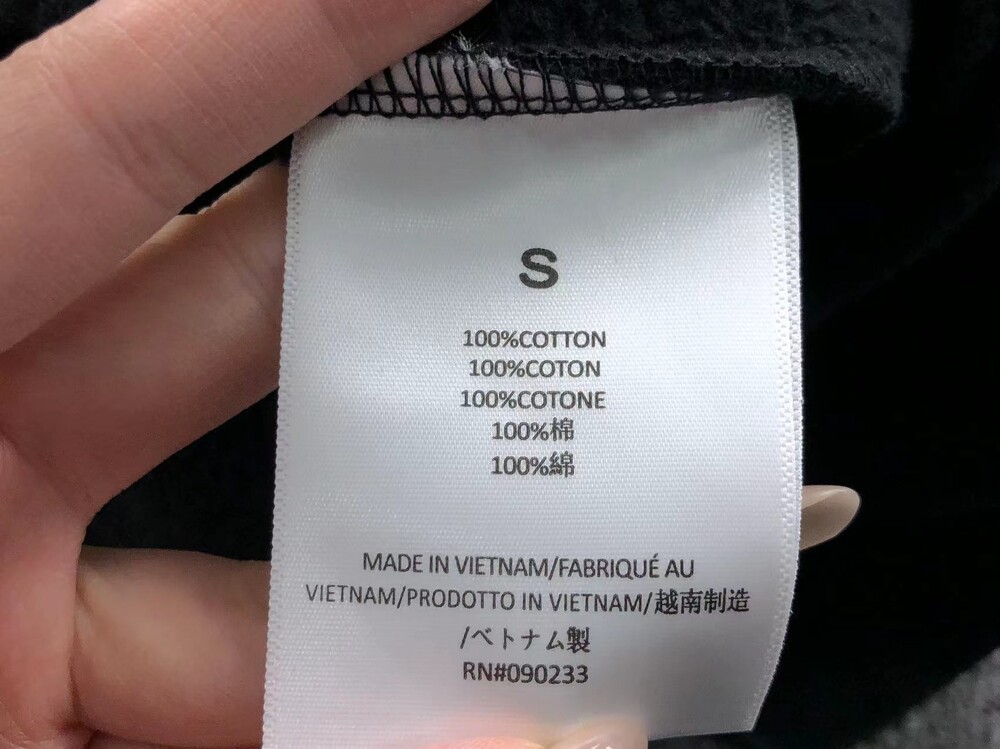 S
100%COTTON
100%COTON
100%COTONE
100%棉
100%綿
MADE IN VIETNAM/FABRIQUÉ AU
VIETNAM/PRODOTTO IN VIETNAM/越南制造
/ベトナム製
RN#090233